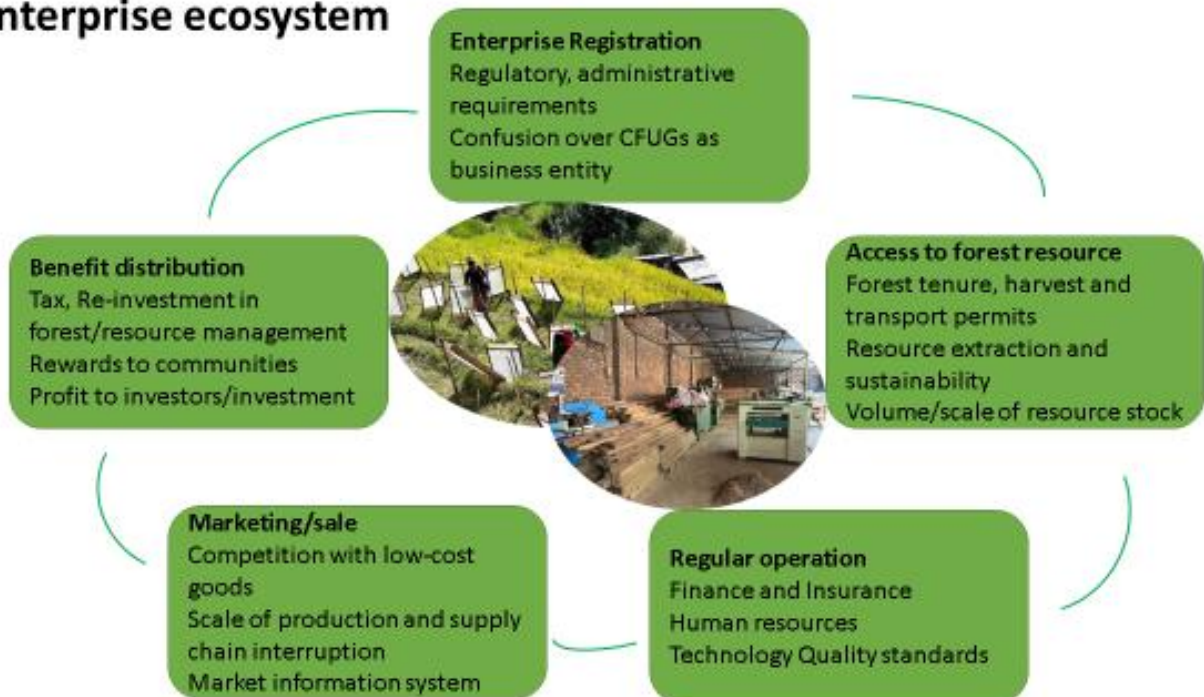 nterprise ecosystem
Enterprise Registration
Regulatory, administrative
requirements
Confusion over CFUGs as
business entity
Access to forest resource
Forest tenure, harvest and
transport permits
Resource extraction and
sustainability
Volume/scale of resource stock
Regular operation
Finance and Insurance
Human resources
Technology Quality standards
Marketing/sale
Competition with low-cost
goods
Scale of production and supply
chain interruption
Market information system
Benefit distribution
Tax, Re-investment in
forest/resource management
Rewards to communities
Profit to investors/investment